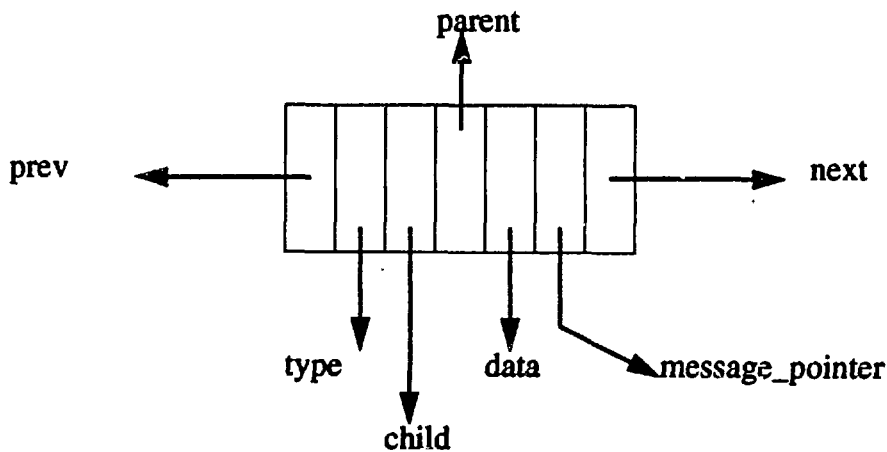 parent
prev
next
type
data
message_pointer
child